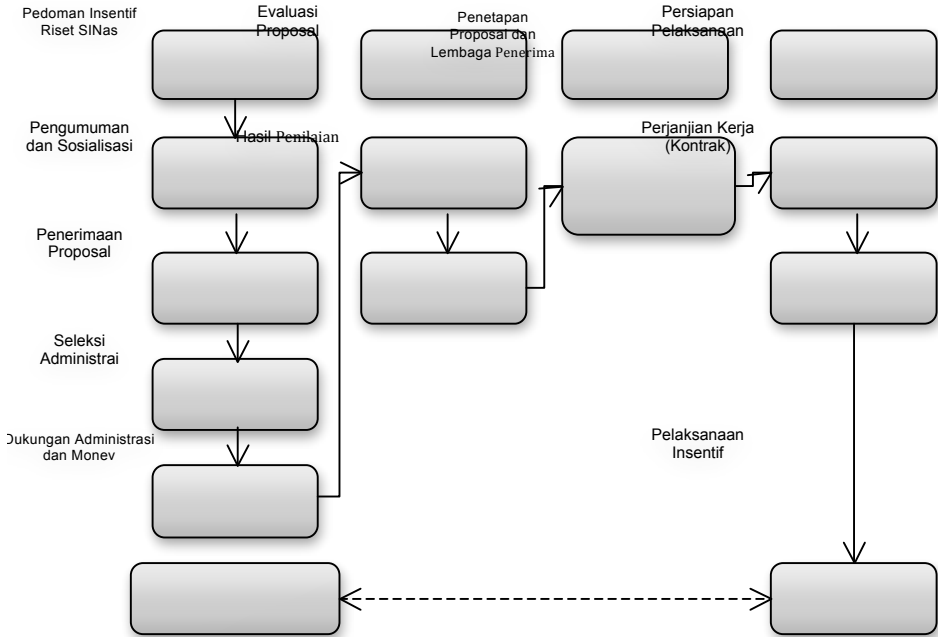 Pedoman Insentif
Riset SINas
Evaluasi
Proposal
Penetapan
Proposal dan
Lembaga Penerima
Persiapan
Pelaksanaan
Pengumuman
dan Sosialisasi
Hasil Penilaian
Perjanjian Kerja
(Kontrak)
Penerimaan
Proposal
Seleksi
Administrai
Dukungan Administrasi
dan Monev
Pelaksanaan
Insentif